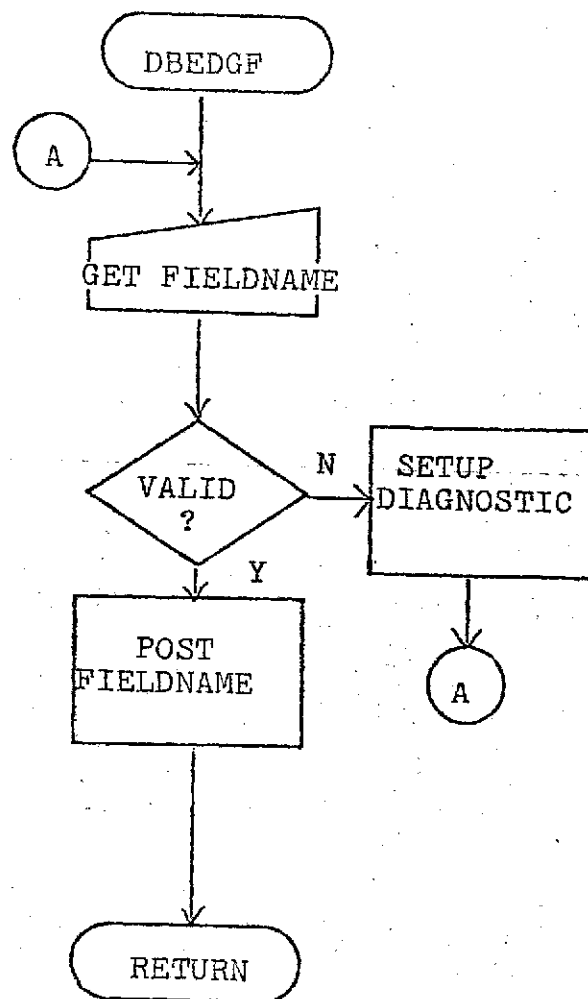 DBEDGF
A
GET FIELDNAME
VALID
?
N
SETUP
DIAGNOSTIC
Y
POST
FIELDNAME
A
RETURN